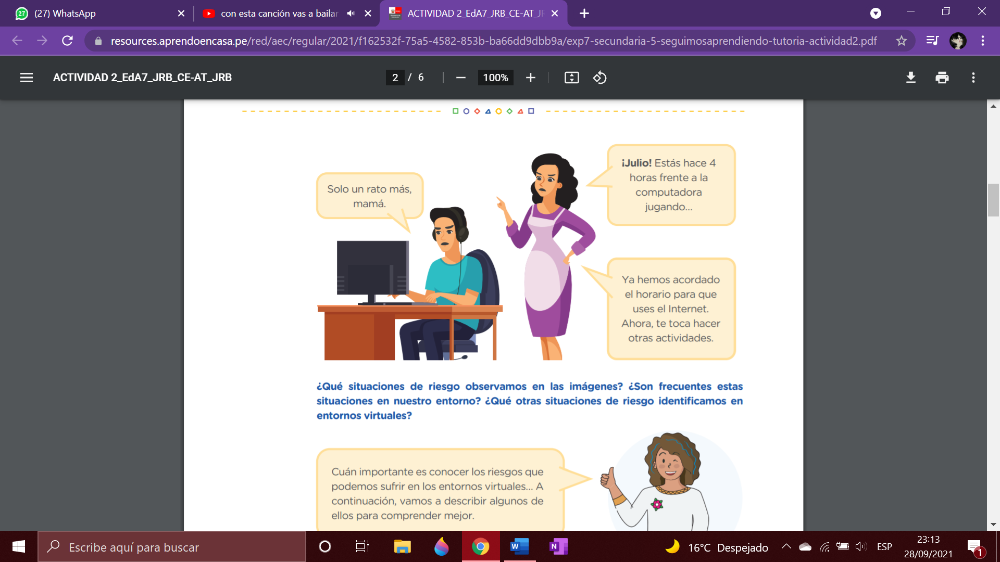 (27) WhatsApp
con esta canción vas a bailar
ACTIVIDAD 2_EdA7_JRB_CE-AT_JR
resources.aprendoencasa.pe/red/aec/regular/2021/f162532f-75a5-4582-853b-ba66dd9dbb9a/exp7-secundaria-5-seguimosaprendiendo-tutoria-actividad2.pdf
ACTIVIDAD 2_EdA7_JRB_CE-AT_JRB
2 / 6
100%
¡Julio! Estás hace 4
horas frente a la
computadora
jugando...
Solo un rato más,
mamá.
Ya hemos acordado
el horario para que
uses el Internet.
Ahora, te toca hacer
otras actividades.
¿Qué situaciones de riesgo observamos en las imágenes? ¿Son frecuentes estas
situaciones en nuestro entorno? ¿Qué otras situaciones de riesgo identificamos en
entornos virtuales?
Cuán importante es conocer los riesgos que
podemos sufrir en los entornos virtuales... A
continuación, vamos a describir algunos de
ellos para comprender mejor.
Escribe aquí para buscar
16°C Despejado
ESP
23:13
28/09/2021
1